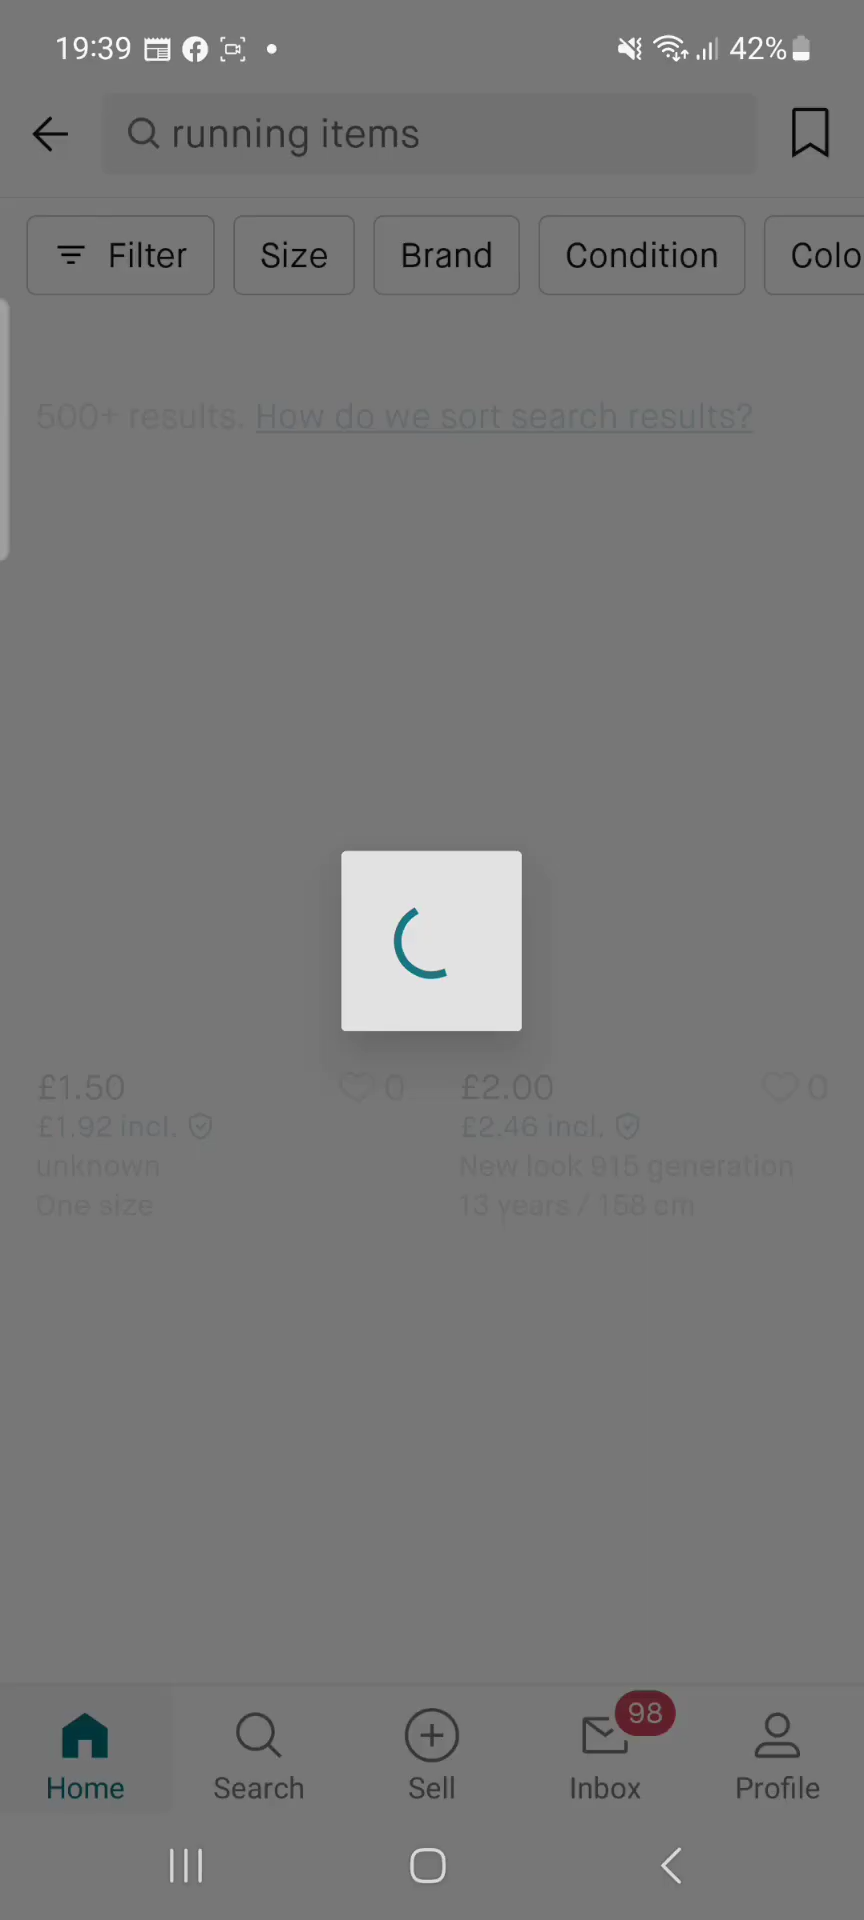 19:39
42%
running items
Filter
Size
Brand
Condition
Colo
500+ results. How do we sort search results?
£1.50
0
£1.92 incl.
unknown
One size
£2.00
0
£2.46 incl.
New look 915 generation
13 years / 158 cm
Home
Search
Sell
98
Inbox
Profile